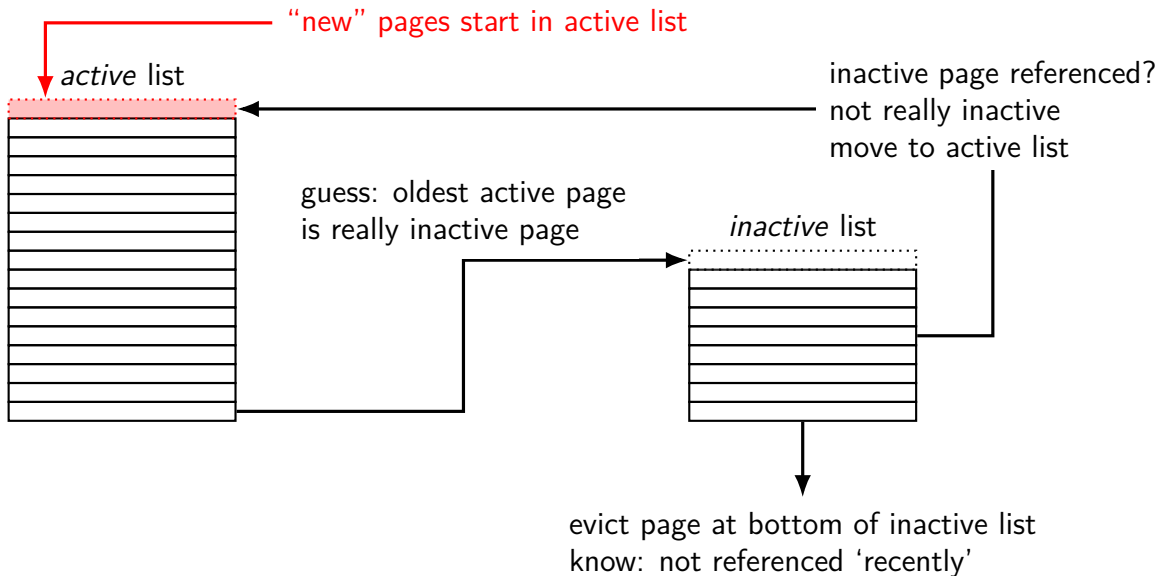 “new” pages start in active list
active list
inactive page referenced?
not really inactive
move to active list
guess: oldest active page
is really inactive page
inactive list
evict page at bottom of inactive list
know: not referenced ‘recently’